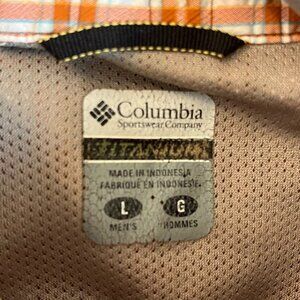 Columbia
Sportswear Company
TITANIUM
MADE IN INDONESIA
FABRIQUÉ EN INDONESIE
L G
MEN'S HOMMES